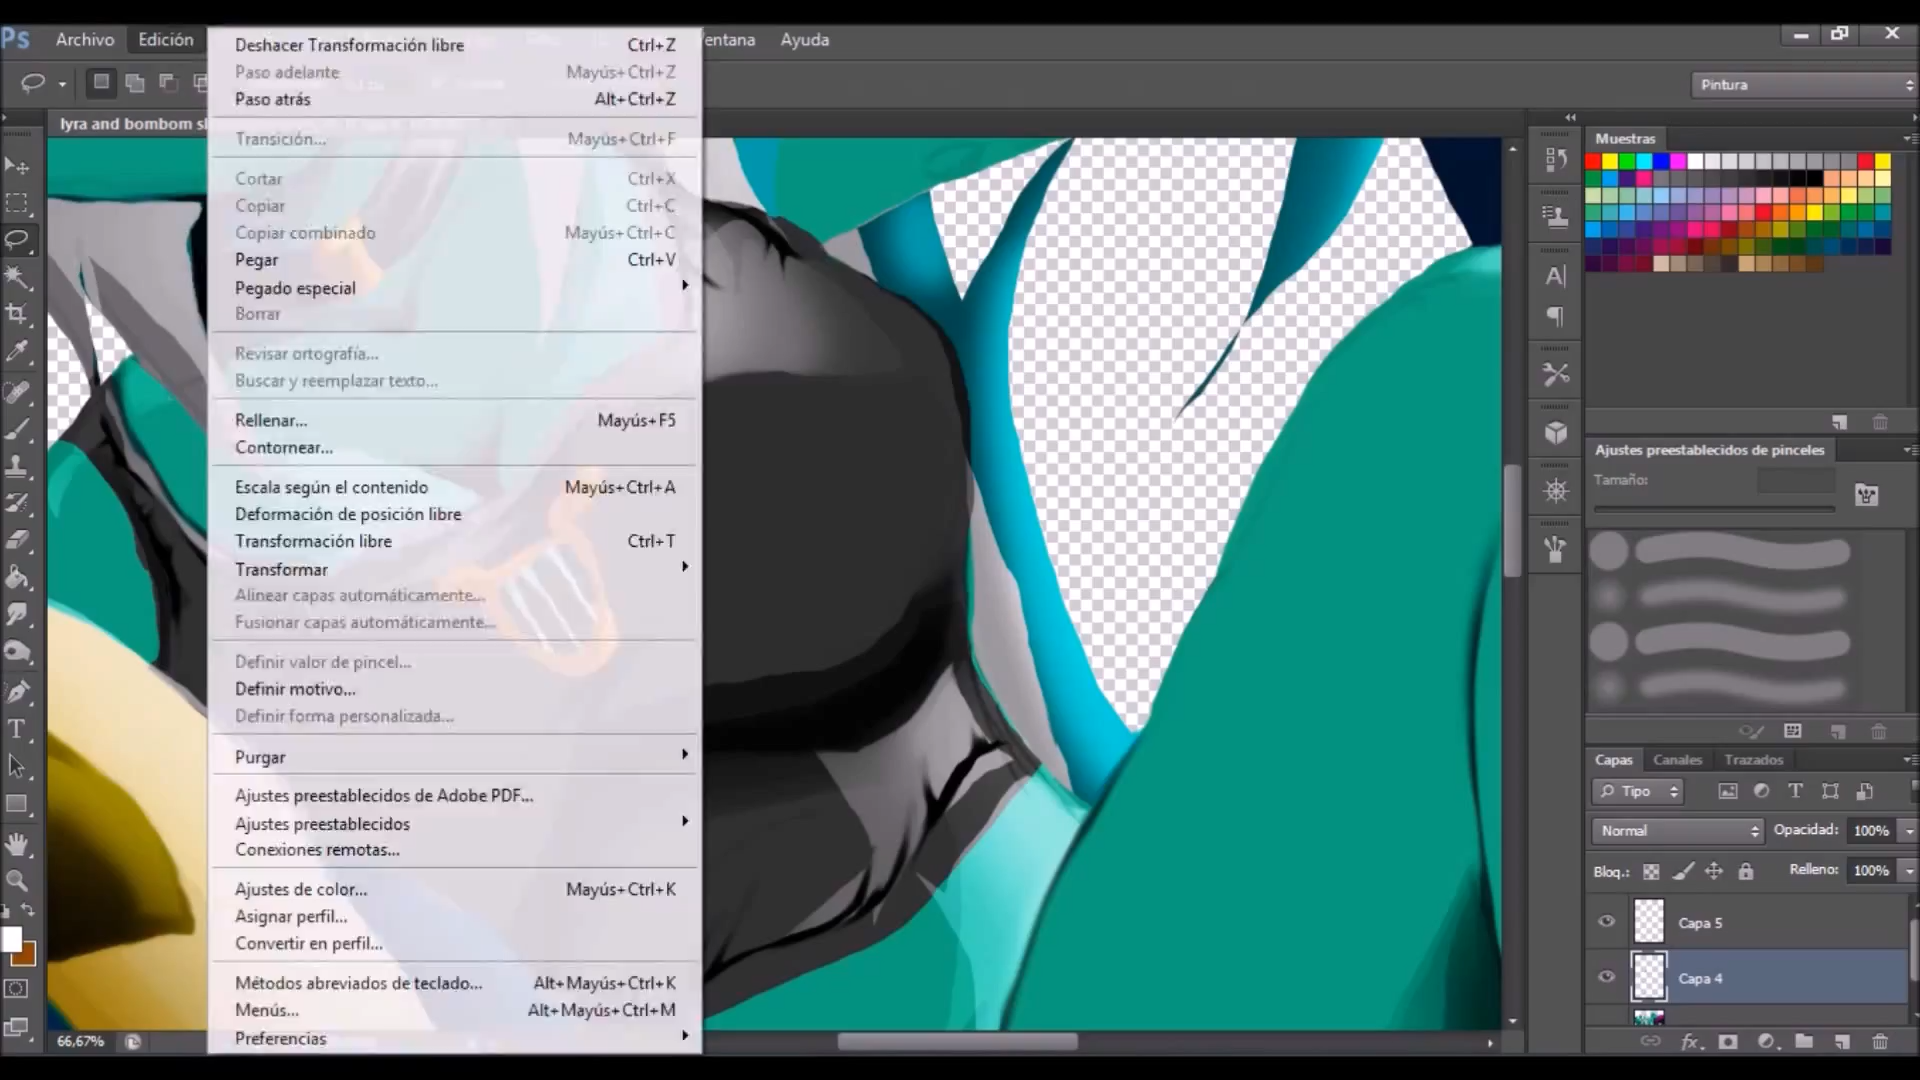 Ps
Archivo
Edición
Ventana
Ayuda
Deshacer Transformación libre Ctrl+Z
Paso adelante Mayús+Ctrl+Z
Paso atrás Alt+Ctrl+Z
Transición... Mayús+Ctrl+F
Cortar Ctrl+X
Copiar Ctrl+C
Copiar combinado Mayús+Ctrl+C
Pegar Ctrl+V
Pegado especial
Borrar
Revisar ortografía...
Buscar y reemplazar texto...
Rellenar... Mayús+F5
Contornear...
Escala según el contenido Mayús+Ctrl+A
Deformación de posición libre
Transformación libre Ctrl+T
Transformar
Alinear capas automáticamente...
Fusionar capas automáticamente...
Definir valor de pincel...
Definir motivo...
Definir forma personalizada...
Purgar
Ajustes preestablecidos de Adobe PDF...
Ajustes preestablecidos
Conexiones remotas...
Ajustes de color... Mayús+Ctrl+K
Asignar perfil...
Convertir en perfil...
Métodos abreviados de teclado... Alt+Mayús+Ctrl+K
Menús... Alt+Mayús+Ctrl+M
Preferencias
lyra and bombom
66,67%
Pintura
Muestras
Ajustes preestablecidos de pinceles
Tamaño:
Capas Canales Trazados
Tipo
Normal Opacidad: 100%
Bloq.: Relleno: 100%
Capa 5
Capa 4